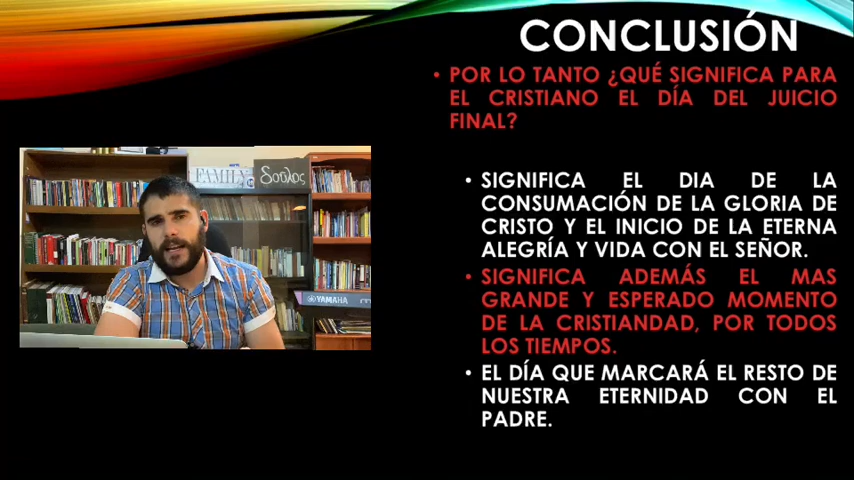 CONCLUSIÓN
• POR LO TANTO ¿QUÉ SIGNIFICA PARA
EL CRISTIANO EL DÍA DEL JUICIO
FINAL?
• SIGNIFICA EL DIA DE LA
CONSUMACIÓN DE LA GLORIA DE
CRISTO Y EL INICIO DE LA ETERNA
ALEGRÍA Y VIDA CON EL SEÑOR.
• SIGNIFICA ADEMÁS EL MAS
GRANDE Y ESPERADO MOMENTO
DE LA CRISTIANDAD, POR TODOS
LOS TIEMPOS.
• EL DÍA QUE MARCARÁ EL RESTO DE
NUESTRA ETERNIDAD CON EL
PADRE.
FAMILY
δοῦλός
YAMAHA